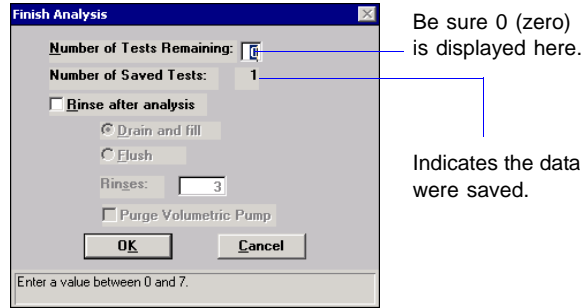 Finish Analysis
Number of Tests Remaining: 0
Number of Saved Tests: 1
Rinse after analysis
Drain and fill
Flush
Rinses: 3
Purge Volumetric Pump
OK Cancel
Enter a value between 0 and 7.
Be sure 0 (zero)
is displayed here.
Indicates the data
were saved.